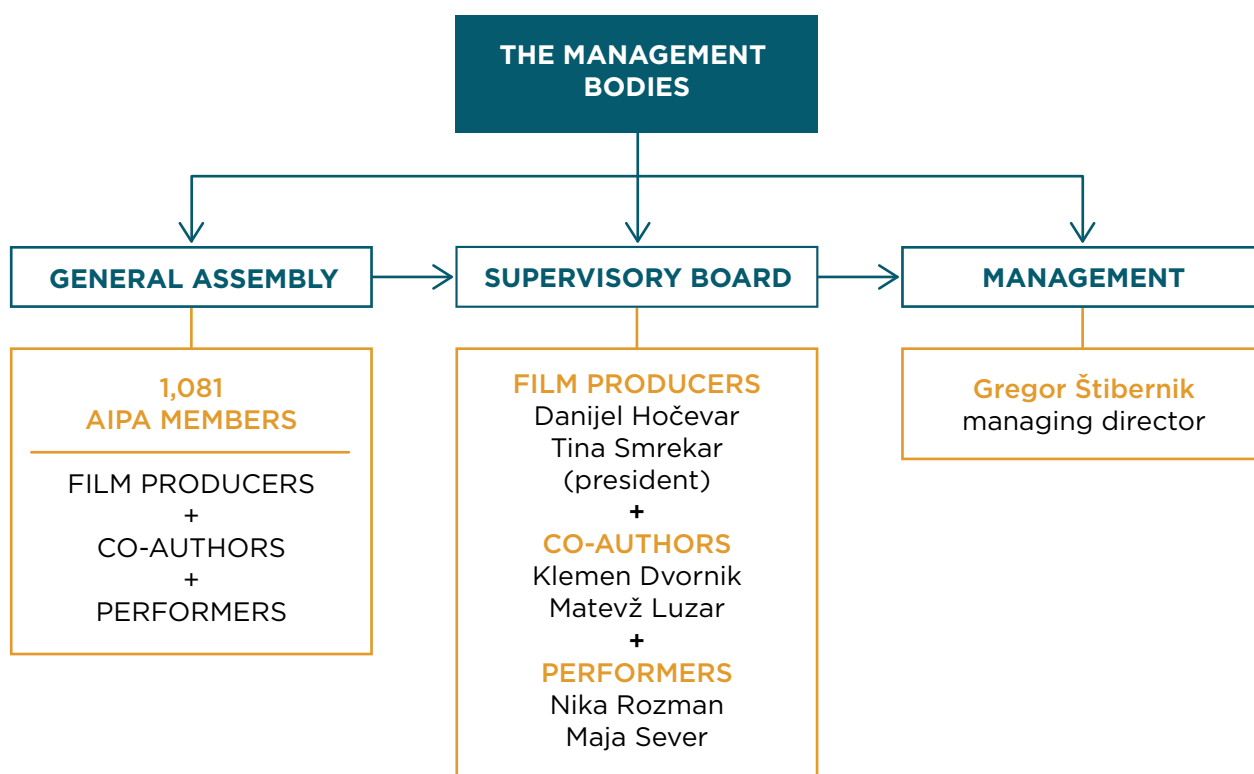 THE MANAGEMENT
BODIES
GENERAL ASSEMBLY
SUPERVISORY BOARD
MANAGEMENT
1,081
AIPA MEMBERS
FILM PRODUCERS
+
CO-AUTHORS
+
PERFORMERS
FILM PRODUCERS
Danijel Hočevar
Tina Smrekar
(president)
+
CO-AUTHORS
Klemen Dvornik
Matevž Luzar
+
PERFORMERS
Nika Rozman
Maja Sever
Gregor Štibernik
managing director